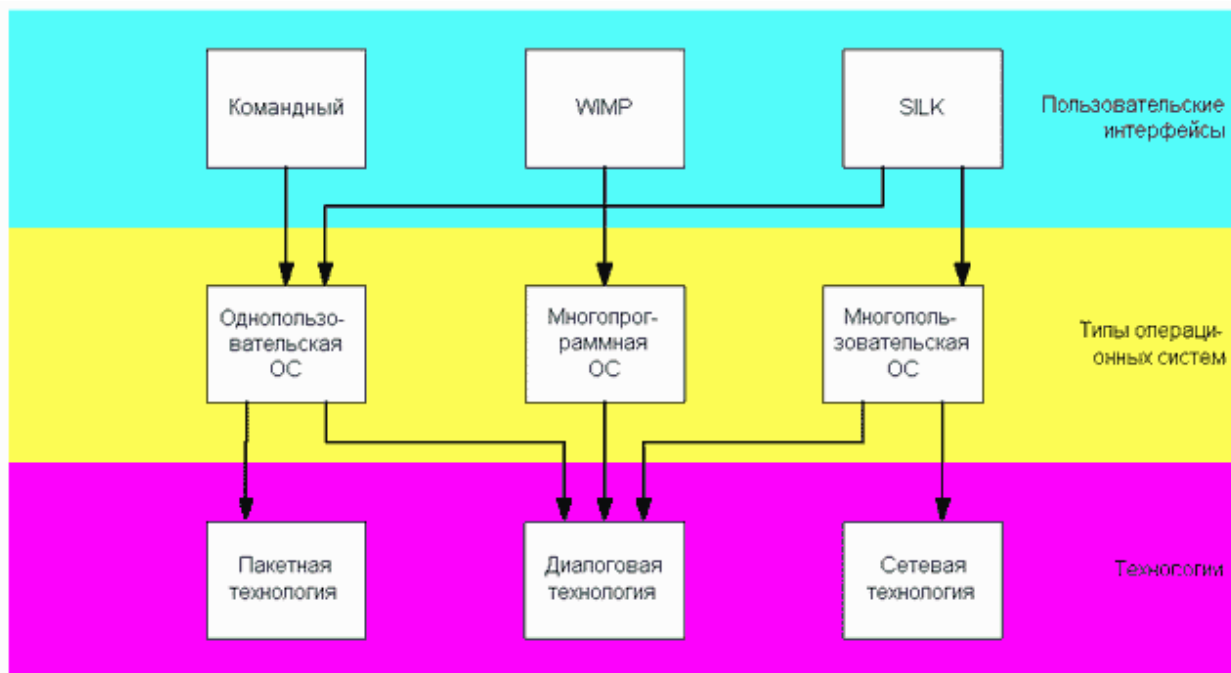 Командный
WIMP
SILK
Пользовательские
интерфейсы
Однопользо-
вательская
ОС
Многопрог-
раммная
ОС
Многополь-
зовательская
ОС
Типы операци-
онных систем
Пакетная
технология
Диалоговая
технология
Сетевая
технология
Технологии